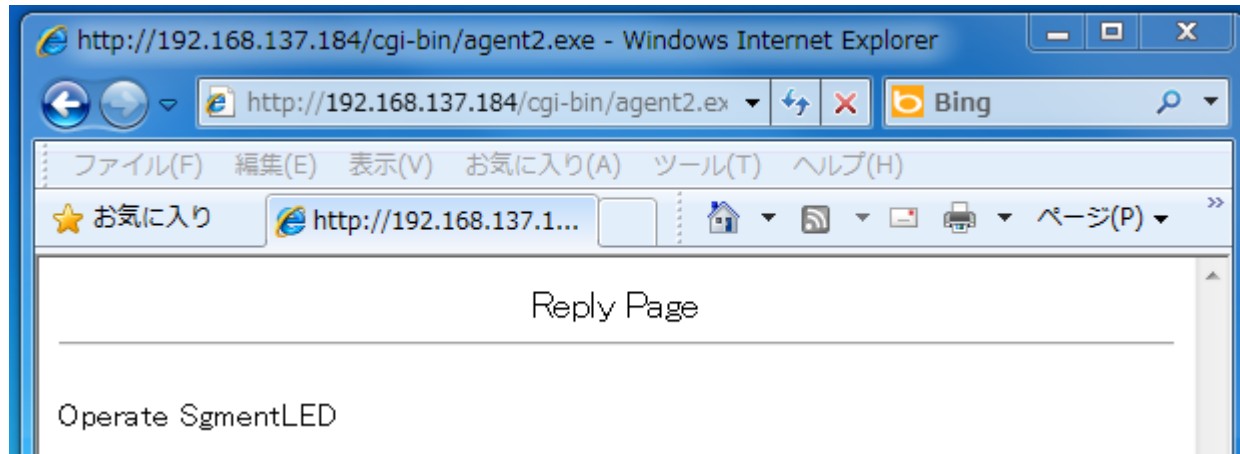 http://192.168.137.184/cgi-bin/agent2.exe - Windows Internet Explorer
http://192.168.137.184/cgi-bin/agent2.ex Bing
ファイル(F) 編集(E) 表示(V) お気に入り(A) ツール(T) ヘルプ(H)
お気に入り http://192.168.137.1... ページ(P)
Reply Page
Operate SgmentLED